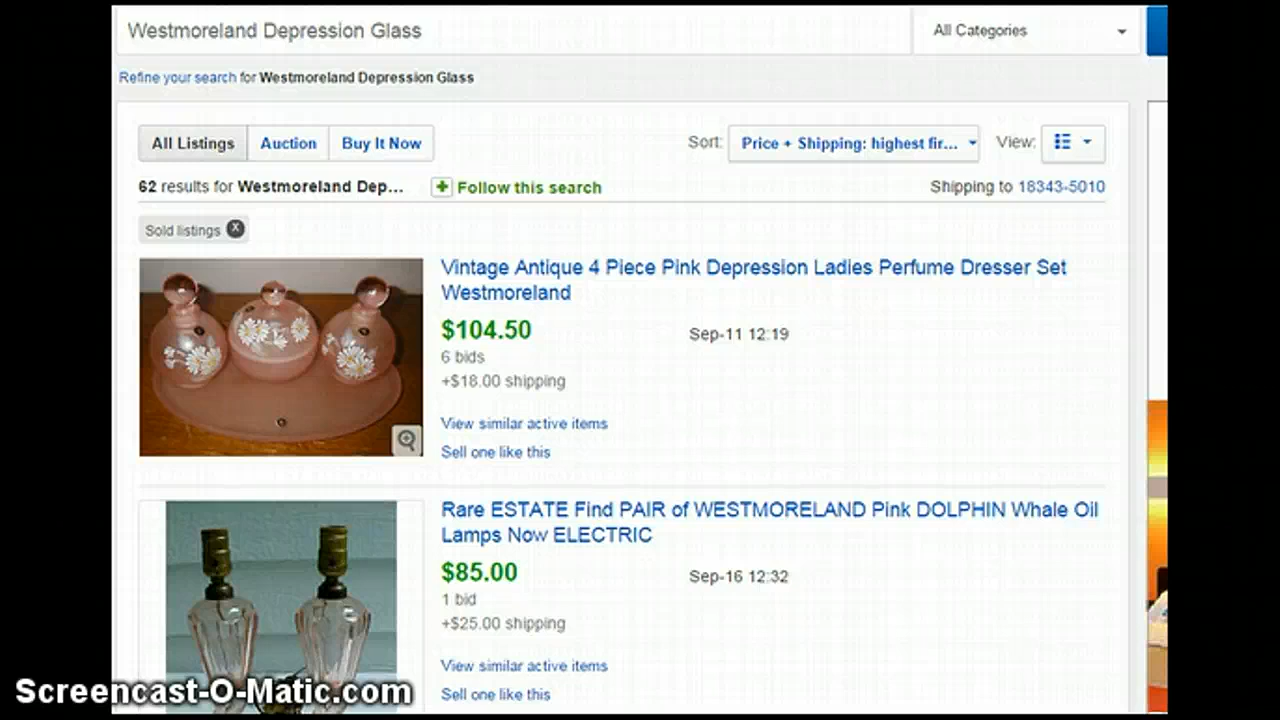 Westmoreland Depression Glass
All Categories
Refine your search for Westmoreland Depression Glass
All Listings Auction Buy It Now
Sort: Price + Shipping: highest fir... View:
62 results for Westmoreland Dep... Follow this search
Shipping to 18343-5010
Sold listings X
Vintage Antique 4 Piece Pink Depression Ladies Perfume Dresser Set
Westmoreland
$104.50 Sep-11 12:19
6 bids
+$18.00 shipping
View similar active items
Sell one like this
Rare ESTATE Find PAIR of WESTMORELAND Pink DOLPHIN Whale Oil
Lamps Now ELECTRIC
$85.00 Sep-16 12:32
1 bid
+$25.00 shipping
View similar active items
Sell one like this
Screencast-O-Matic.com